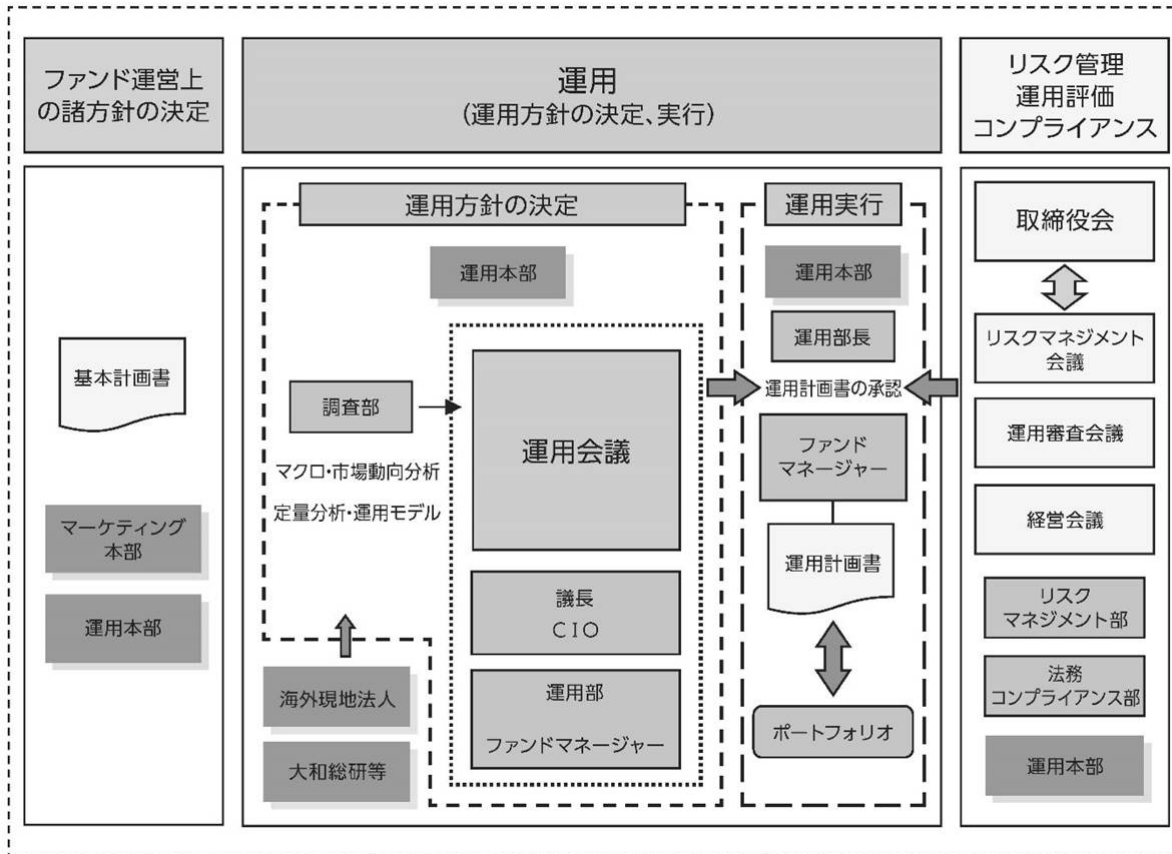 ファンド運営上
の諸方針の決定
基本計画書
マーケティング
本部
運用本部
運用
(運用方針の決定、実行)
運用方針の決定
運用本部
調査部
マクロ・市場動向分析
定量分析・運用モデル
海外現地法人
大和総研等
運用会議
議長
CIO
運用部
ファンドマネージャー
運用実行
運用本部
運用部長
運用計画書の承認
ファンド
マネージャー
運用計画書
ポートフォリオ
リスク管理
運用評価
コンプライアンス
取締役会
リスクマネジメント
会議
運用審査会議
経営会議
リスク
マネジメント部
法務
コンプライアンス部
運用本部